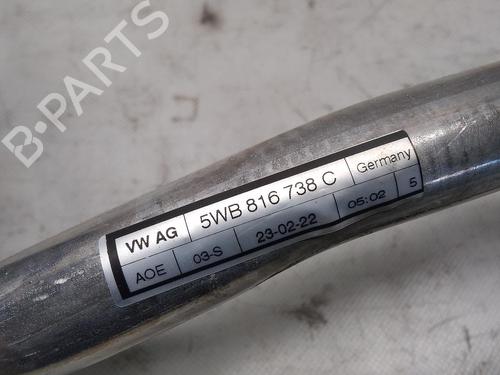 B-PARTS
VW AG 5WB 816 738 C Germany
AOE 03-S 23-02-22 05:02 5